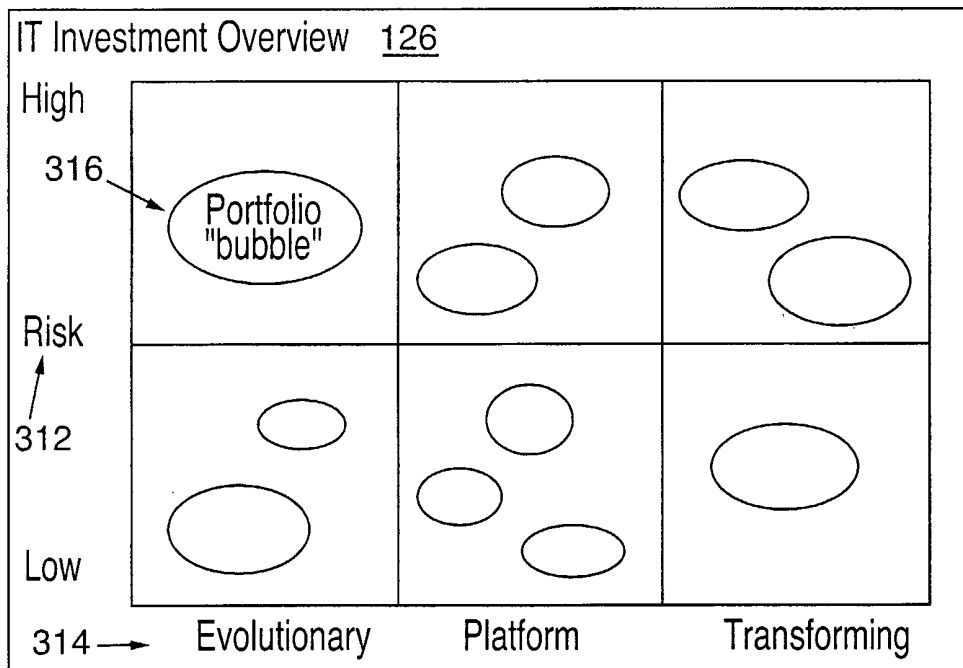 IT Investment Overview 126
High
316
Portfolio
"bubble"
Risk
312
Low
314 Evolutionary Platform Transforming